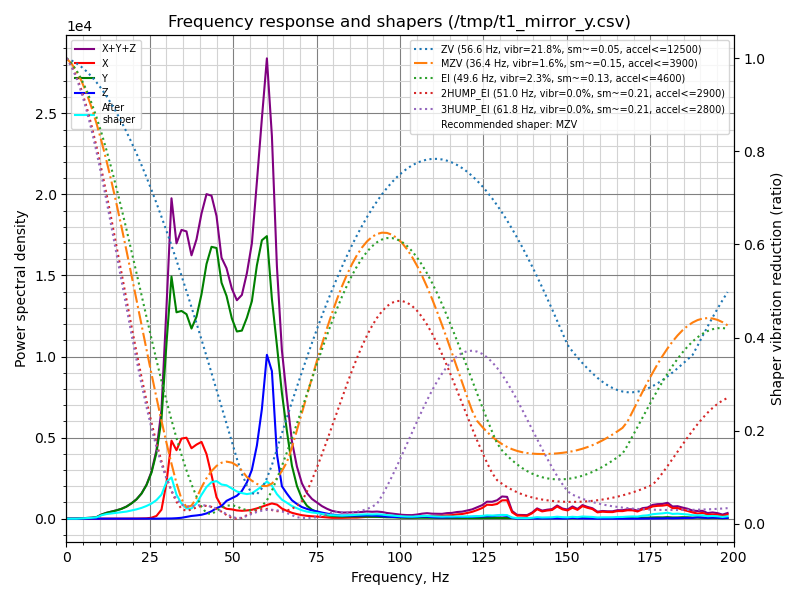 Frequency response and shapers (/tmp/t1_mirror_y.csv)
1e4
X+Y+Z
X
Y
Z
After
shaper
ZV (56.6 Hz, vibr=21.8%, sm~=0.05, accel<=12500)
MZV (36.4 Hz, vibr=1.6%, sm~=0.15, accel<=3900)
EI (49.6 Hz, vibr=2.3%, sm~=0.13, accel<=4600)
2HUMP_EI (51.0 Hz, vibr=0.0%, sm~=0.21, accel<=2900)
3HUMP_EI (61.8 Hz, vibr=0.0%, sm~=0.21, accel<=2800)
Recommended shaper: MZV
Power spectral density
2.5
2.0
1.5
1.0
0.5
0.0
1.0
0.8
0.6
0.4
0.2
0.0
Shaper vibration reduction (ratio)
0 25 50 75 100 125 150 175 200
Frequency, Hz